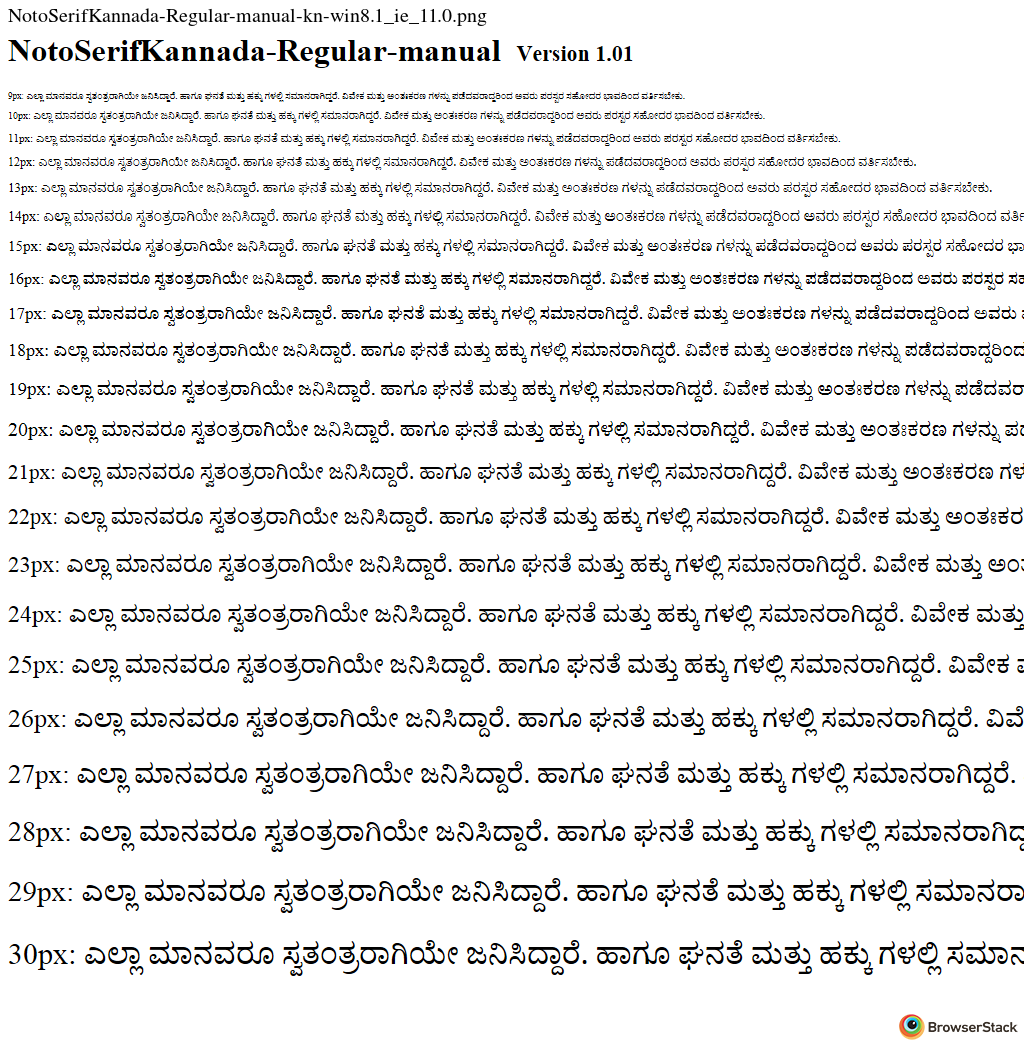 NotoSerifKannada-Regular-manual-kn-win8.1_ie_11.0.png
NotoSerifKannada-Regular-manual Version 1.01
9px: ಎಲ್ಲಾ ಮಾನವರೂ ಸ್ವತಂತ್ರರಾಗಿಯೇ ಜನಿಸಿದ್ದಾರೆ. ಹಾಗೂ ಘನತೆ ಮತ್ತು ಹಕ್ಕು ಗಳಲ್ಲಿ ಸಮಾನರಾಗಿದ್ದರೆ. ವಿವೇಕ ಮತ್ತು ಅಂತಃಕರಣ ಗಳನ್ನು ಪಡೆದವರಾದ್ದರಿಂದ ಅವರು ಪರಸ್ಪರ ಸಹೋದರ ಭಾವದಿಂದ ವರ್ತಿಸಬೇಕು.
10px: ಎಲ್ಲಾ ಮಾನವರೂ ಸ್ವತಂತ್ರರಾಗಿಯೇ ಜನಿಸಿದ್ದಾರೆ. ಹಾಗೂ ಘನತೆ ಮತ್ತು ಹಕ್ಕು ಗಳಲ್ಲಿ ಸಮಾನರಾಗಿದ್ದರೆ. ವಿವೇಕ ಮತ್ತು ಅಂತಃಕರಣ ಗಳನ್ನು ಪಡೆದವರಾದ್ದರಿಂದ ಅವರು ಪರಸ್ಪರ ಸಹೋದರ ಭಾವದಿಂದ ವರ್ತಿಸಬೇಕು.
11px: ಎಲ್ಲಾ ಮಾನವರೂ ಸ್ವತಂತ್ರರಾಗಿಯೇ ಜನಿಸಿದ್ದಾರೆ. ಹಾಗೂ ಘನತೆ ಮತ್ತು ಹಕ್ಕು ಗಳಲ್ಲಿ ಸಮಾನರಾಗಿದ್ದರೆ. ವಿವೇಕ ಮತ್ತು ಅಂತಃಕರಣ ಗಳನ್ನು ಪಡೆದವರಾದ್ದರಿಂದ ಅವರು ಪರಸ್ಪರ ಸಹೋದರ ಭಾವದಿಂದ ವರ್ತಿಸಬೇಕು.
12px: ಎಲ್ಲಾ ಮಾನವರೂ ಸ್ವತಂತ್ರರಾಗಿಯೇ ಜನಿಸಿದ್ದಾರೆ. ಹಾಗೂ ಘನತೆ ಮತ್ತು ಹಕ್ಕು ಗಳಲ್ಲಿ ಸಮಾನರಾಗಿದ್ದರೆ. ವಿವೇಕ ಮತ್ತು ಅಂತಃಕರಣ ಗಳನ್ನು ಪಡೆದವರಾದ್ದರಿಂದ ಅವರು ಪರಸ್ಪರ ಸಹೋದರ ಭಾವದಿಂದ ವರ್ತಿಸಬೇಕು.
13px: ಎಲ್ಲಾ ಮಾನವರೂ ಸ್ವತಂತ್ರರಾಗಿಯೇ ಜನಿಸಿದ್ದಾರೆ. ಹಾಗೂ ಘನತೆ ಮತ್ತು ಹಕ್ಕು ಗಳಲ್ಲಿ ಸಮಾನರಾಗಿದ್ದರೆ. ವಿವೇಕ ಮತ್ತು ಅಂತಃಕರಣ ಗಳನ್ನು ಪಡೆದವರಾದ್ದರಿಂದ ಅವರು ಪರಸ್ಪರ ಸಹೋದರ ಭಾವದಿಂದ ವರ್ತಿಸಬೇಕು.
14px: ಎಲ್ಲಾ ಮಾನವರೂ ಸ್ವತಂತ್ರರಾಗಿಯೇ ಜನಿಸಿದ್ದಾರೆ. ಹಾಗೂ ಘನತೆ ಮತ್ತು ಹಕ್ಕು ಗಳಲ್ಲಿ ಸಮಾನರಾಗಿದ್ದರೆ. ವಿವೇಕ ಮತ್ತು ಅಂತಃಕರಣ ಗಳನ್ನು ಪಡೆದವರಾದ್ದರಿಂದ ಅವರು ಪರಸ್ಪರ ಸಹೋದರ ಭಾವದಿಂದ
15px: ಎಲ್ಲಾ ಮಾನವರೂ ಸ್ವತಂತ್ರರಾಗಿಯೇ ಜನಿಸಿದ್ದಾರೆ. ಹಾಗೂ ಘನತೆ ಮತ್ತು ಹಕ್ಕು ಗಳಲ್ಲಿ ಸಮಾನರಾಗಿದ್ದರೆ. ವಿವೇಕ ಮತ್ತು ಅಂತಃಕರಣ ಗಳನ್ನು ಪಡೆದವರಾದ್ದರಿಂದ ಅವರು ಪರಸ್ಪರ ಸಹೋದರ ಭಾ
16px: ಎಲ್ಲಾ ಮಾನವರೂ ಸ್ವತಂತ್ರರಾಗಿಯೇ ಜನಿಸಿದ್ದಾರೆ. ಹಾಗೂ ಘನತೆ ಮತ್ತು ಹಕ್ಕು ಗಳಲ್ಲಿ ಸಮಾನರಾಗಿದ್ದರೆ. ವಿವೇಕ ಮತ್ತು ಅಂತಃಕರಣ ಗಳನ್ನು ಪಡೆದವರಾದ್ದರಿಂದ ಅವರು ಪರಸ್ಪರ
17px: ಎಲ್ಲಾ ಮಾನವರೂ ಸ್ವತಂತ್ರರಾಗಿಯೇ ಜನಿಸಿದ್ದಾರೆ. ಹಾಗೂ ಘನತೆ ಮತ್ತು ಹಕ್ಕು ಗಳಲ್ಲಿ ಸಮಾನರಾಗಿದ್ದರೆ. ವಿವೇಕ ಮತ್ತು ಅಂತಃಕರಣ ಗಳನ್ನು ಪಡೆದವರಾದ್ದರಿಂದ ಅವರು
18px: ಎಲ್ಲಾ ಮಾನವರೂ ಸ್ವತಂತ್ರರಾಗಿಯೇ ಜನಿಸಿದ್ದಾರೆ. ಹಾಗೂ ಘನತೆ ಮತ್ತು ಹಕ್ಕು ಗಳಲ್ಲಿ ಸಮಾನರಾಗಿದ್ದರೆ. ವಿವೇಕ ಮತ್ತು ಅಂತಃಕರಣ ಗಳನ್ನು ಪಡೆದವರಾದ್ದರಿಂದ
19px: ಎಲ್ಲಾ ಮಾನವರೂ ಸ್ವತಂತ್ರರಾಗಿಯೇ ಜನಿಸಿದ್ದಾರೆ. ಹಾಗೂ ಘನತೆ ಮತ್ತು ಹಕ್ಕು ಗಳಲ್ಲಿ ಸಮಾನರಾಗಿದ್ದರೆ. ವಿವೇಕ ಮತ್ತು ಅಂತಃಕರಣ ಗಳನ್ನು ಪಡೆದವರ
20px: ಎಲ್ಲಾ ಮಾನವರೂ ಸ್ವತಂತ್ರರಾಗಿಯೇ ಜನಿಸಿದ್ದಾರೆ. ಹಾಗೂ ಘನತೆ ಮತ್ತು ಹಕ್ಕು ಗಳಲ್ಲಿ ಸಮಾನರಾಗಿದ್ದರೆ. ವಿವೇಕ ಮತ್ತು ಅಂತಃಕರಣ ಗಳನ್ನು
21px: ಎಲ್ಲಾ ಮಾನವರೂ ಸ್ವತಂತ್ರರಾಗಿಯೇ ಜನಿಸಿದ್ದಾರೆ. ಹಾಗೂ ಘನತೆ ಮತ್ತು ಹಕ್ಕು ಗಳಲ್ಲಿ ಸಮಾನರಾಗಿದ್ದರೆ. ವಿವೇಕ ಮತ್ತು ಅಂತಃಕರಣ ಗಳ
22px: ಎಲ್ಲಾ ಮಾನವರೂ ಸ್ವತಂತ್ರರಾಗಿಯೇ ಜನಿಸಿದ್ದಾರೆ. ಹಾಗೂ ಘನತೆ ಮತ್ತು ಹಕ್ಕು ಗಳಲ್ಲಿ ಸಮಾನರಾಗಿದ್ದರೆ. ವಿವೇಕ ಮತ್ತು ಅಂತಃಕರ
23px: ಎಲ್ಲಾ ಮಾನವರೂ ಸ್ವತಂತ್ರರಾಗಿಯೇ ಜನಿಸಿದ್ದಾರೆ. ಹಾಗೂ ಘನತೆ ಮತ್ತು ಹಕ್ಕು ಗಳಲ್ಲಿ ಸಮಾನರಾಗಿದ್ದರೆ. ವಿವೇಕ ಮತ್ತು ಅಂ
24px: ಎಲ್ಲಾ ಮಾನವರೂ ಸ್ವತಂತ್ರರಾಗಿಯೇ ಜನಿಸಿದ್ದಾರೆ. ಹಾಗೂ ಘನತೆ ಮತ್ತು ಹಕ್ಕು ಗಳಲ್ಲಿ ಸಮಾನರಾಗಿದ್ದರೆ. ವಿವೇಕ ಮತ್ತು
25px: ಎಲ್ಲಾ ಮಾನವರೂ ಸ್ವತಂತ್ರರಾಗಿಯೇ ಜನಿಸಿದ್ದಾರೆ. ಹಾಗೂ ಘನತೆ ಮತ್ತು ಹಕ್ಕು ಗಳಲ್ಲಿ ಸಮಾನರಾಗಿದ್ದರೆ. ವಿವೇಕ
26px: ಎಲ್ಲಾ ಮಾನವರೂ ಸ್ವತಂತ್ರರಾಗಿಯೇ ಜನಿಸಿದ್ದಾರೆ. ಹಾಗೂ ಘನತೆ ಮತ್ತು ಹಕ್ಕು ಗಳಲ್ಲಿ ಸಮಾನರಾಗಿದ್ದರೆ. ವಿವೆ
27px: ಎಲ್ಲಾ ಮಾನವರೂ ಸ್ವತಂತ್ರರಾಗಿಯೇ ಜನಿಸಿದ್ದಾರೆ. ಹಾಗೂ ಘನತೆ ಮತ್ತು ಹಕ್ಕು ಗಳಲ್ಲಿ ಸಮಾನರಾಗಿದ್ದರೆ.
28px: ಎಲ್ಲಾ ಮಾನವರೂ ಸ್ವತಂತ್ರರಾಗಿಯೇ ಜನಿಸಿದ್ದಾರೆ. ಹಾಗೂ ಘನತೆ ಮತ್ತು ಹಕ್ಕು ಗಳಲ್ಲಿ ಸಮಾನರಾಗಿದ್ದ
29px: ಎಲ್ಲಾ ಮಾನವರೂ ಸ್ವತಂತ್ರರಾಗಿಯೇ ಜನಿಸಿದ್ದಾರೆ. ಹಾಗೂ ಘನತೆ ಮತ್ತು ಹಕ್ಕು ಗಳಲ್ಲಿ ಸಮಾನರಾ
30px: ಎಲ್ಲಾ ಮಾನವರೂ ಸ್ವತಂತ್ರರಾಗಿಯೇ ಜನಿಸಿದ್ದಾರೆ. ಹಾಗೂ ಘನತೆ ಮತ್ತು ಹಕ್ಕು ಗಳಲ್ಲಿ ಸಮಾನ
BrowserStack